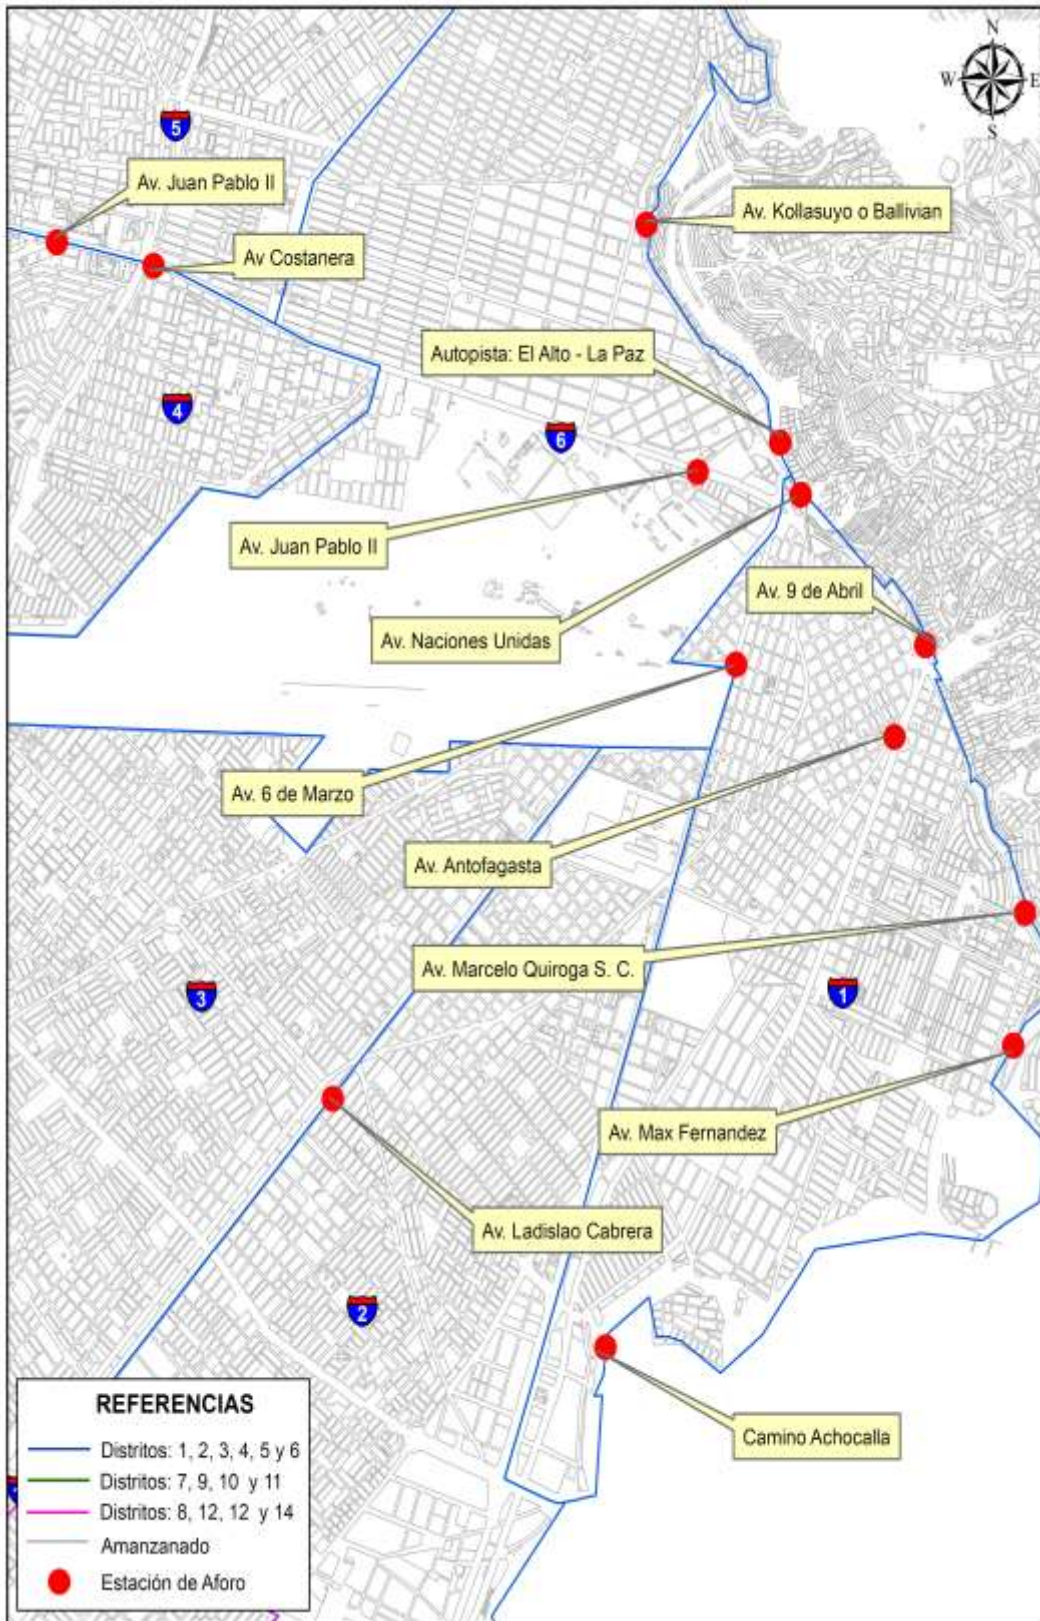 N
W
E
S
5
Av. Juan Pablo II
Av. Kollasuyo o Ballivian
Av Costanera
Autopista: El Alto - La Paz
4
6
Av. Juan Pablo II
Av. 9 de Abril
Av. Naciones Unidas
Av. 6 de Marzo
Av. Antofagasta
Av. Marcelo Quiroga S. C.
3
1
Av. Max Fernandez
Av. Ladislao Cabrera
2
Camino Achocalla
REFERENCIAS
Distritos: 1, 2, 3, 4, 5 y 6
Distritos: 7, 9, 10 y 11
Distritos: 8, 12, 12 y 14
Amanzanado
Estación de Aforo